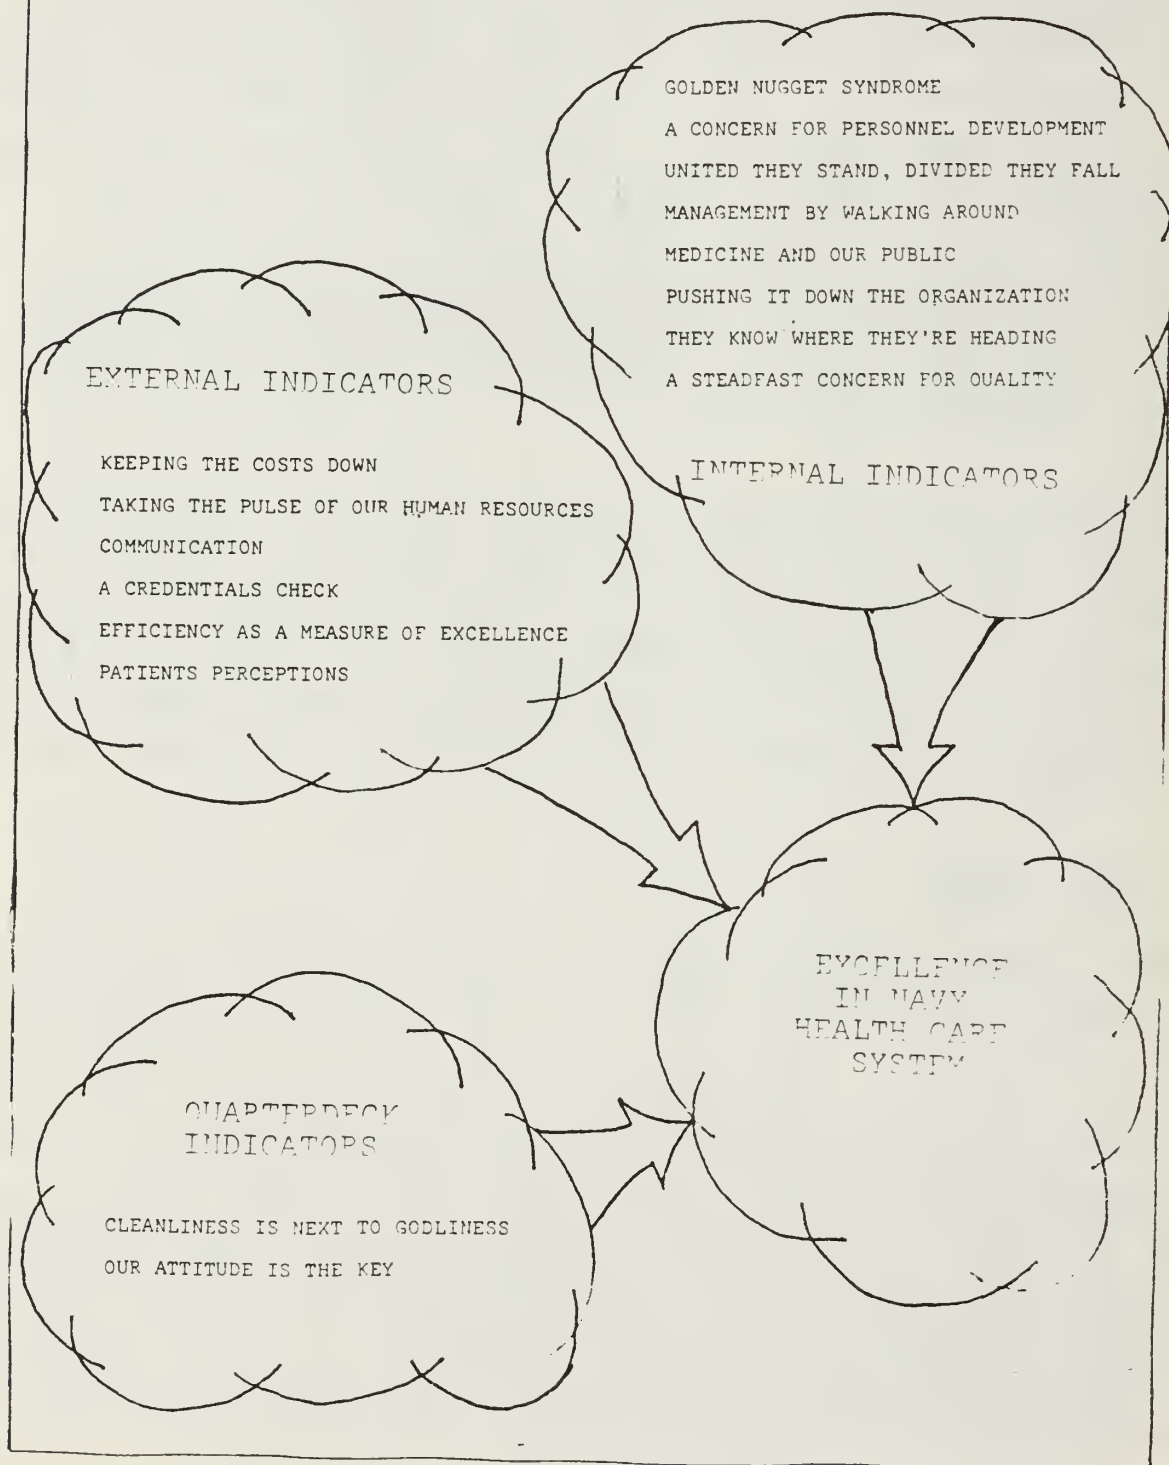 GOLDEN NUGGET SYNDROME
A CONCERN FOR PERSONNEL DEVELOPMENT
UNITED THEY STAND, DIVIDED THEY FALL
MANAGEMENT BY WALKING AROUND
MEDICINE AND OUR PUBLIC
PUSHING IT DOWN THE ORGANIZATION
THEY KNOW WHERE THEY'RE HEADING
A STEADFAST CONCERN FOR QUALITY
INTERNAL INDICATORS
EXTERNAL INDICATORS
KEEPING THE COSTS DOWN
TAKING THE PULSE OF OUR HUMAN RESOURCES
COMMUNICATION
A CREDENTIALS CHECK
EFFICIENCY AS A MEASURE OF EXCELLENCE
PATIENTS PERCEPTIONS
EXCELLENCE
IN NAVY
HEALTH CARE
SYSTEM
QUARTERDECK
INDICATORS
CLEANLINESS IS NEXT TO GODLINESS
OUR ATTITUDE IS THE KEY